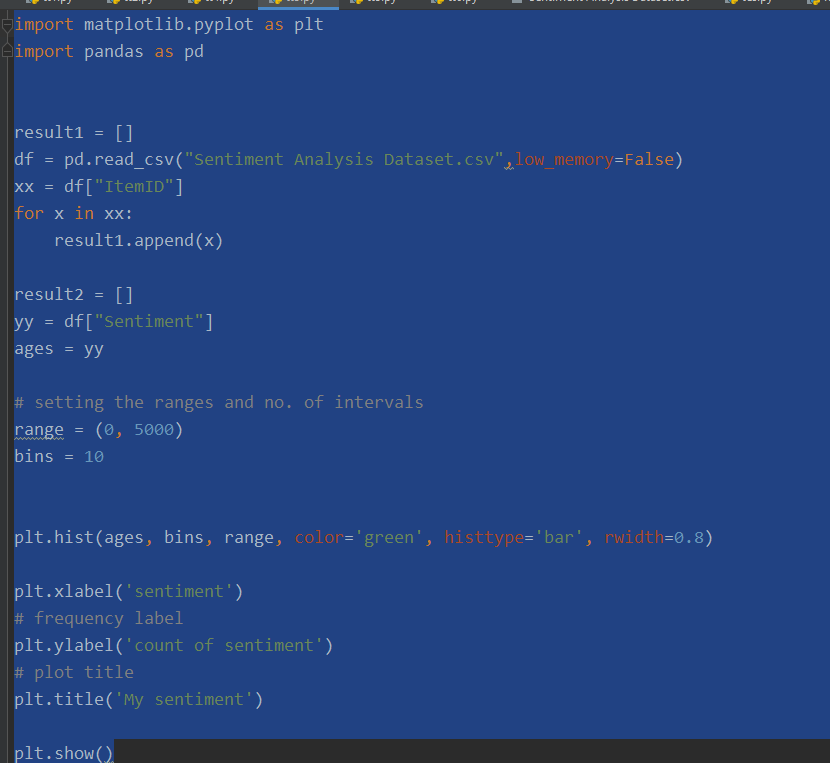 import matplotlib.pyplot as plt
import pandas as pd
result1 = []
df = pd.read_csv("Sentiment Analysis Dataset.csv",low_memory=False)
xx = df["ItemID"]
for x in xx:
    result1.append(x)
result2 = []
yy = df["Sentiment"]
ages = yy
# setting the ranges and no. of intervals
range = (0, 5000)
bins = 10
plt.hist(ages, bins, range, color='green', histtype='bar', rwidth=0.8)
plt.xlabel('sentiment')
# frequency label
plt.ylabel('count of sentiment')
# plot title
plt.title('My sentiment')
plt.show()